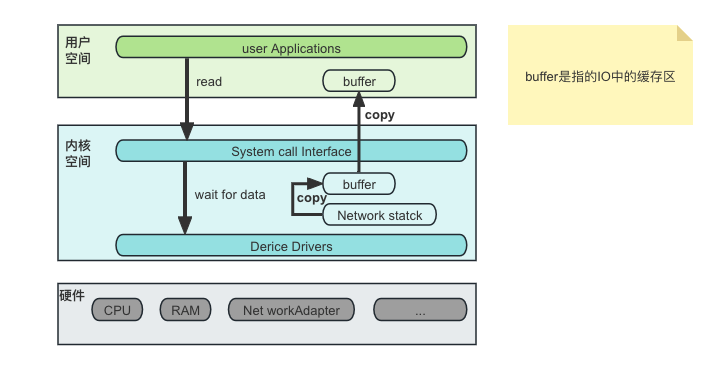 用户
空间
user Applications
read
buffer
copy
buffer是指的IO中的缓存区
内核
空间
System call Interface
wait for data
buffer
copy
Network statck
Derice Drivers
硬件
CPU
RAM
Net workAdapter
...